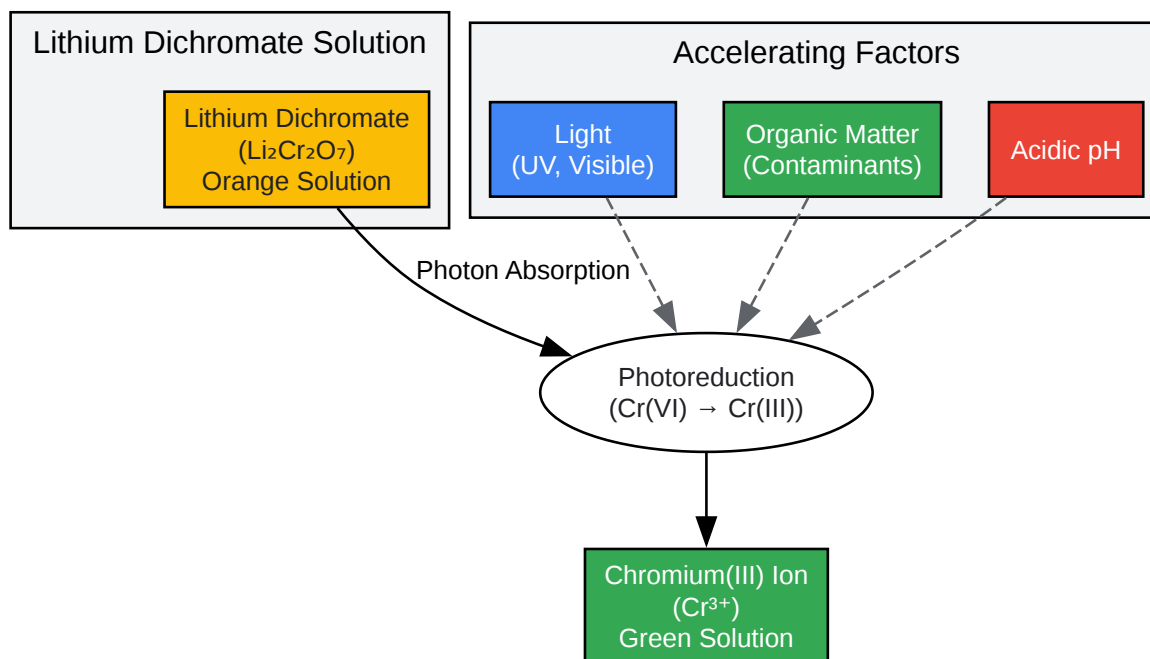 Lithium Dichromate Solution
Lithium Dichromate
(Li₂Cr₂O₇)
Orange Solution
Accelerating Factors
Light
(UV, Visible)
Organic Matter
(Contaminants)
Acidic pH
Photon Absorption
Photoreduction
(Cr(VI) → Cr(III))
Chromium(III) Ion
(Cr³⁺)
Green Solution